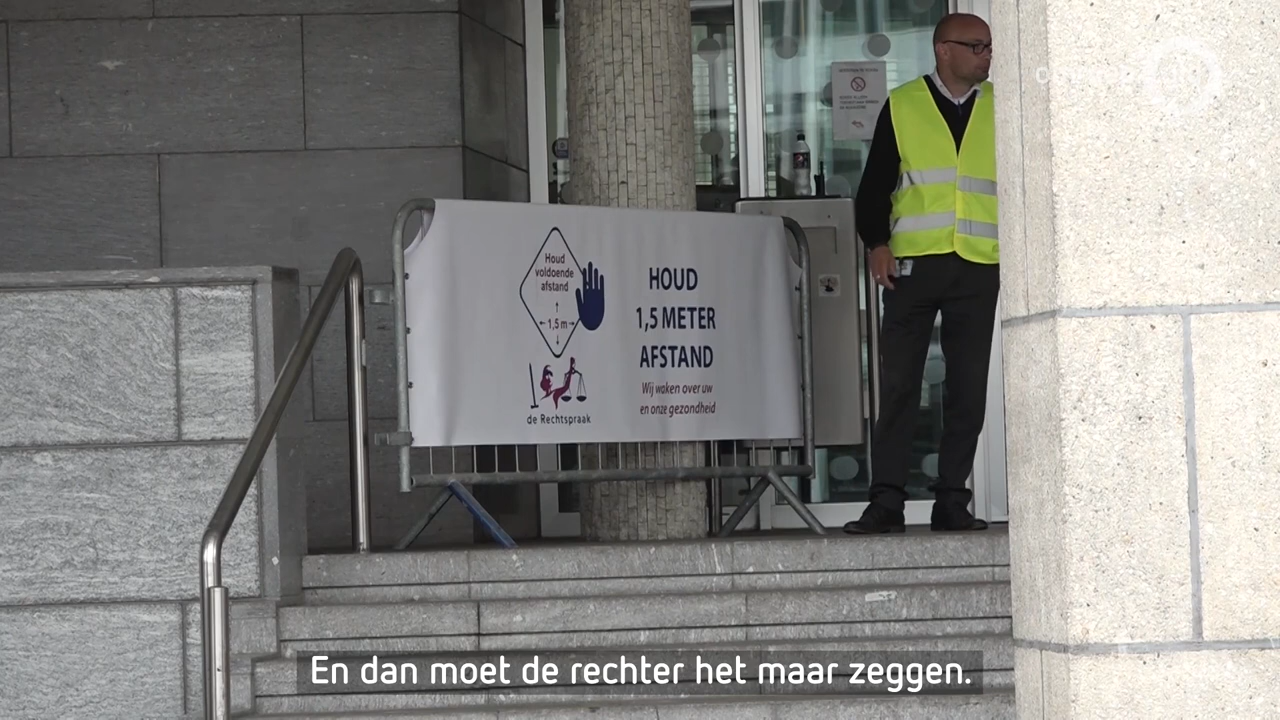 Houd
voldoende
afstand
1,5 m
de Rechtspraak
HOUD
1,5 METER
AFSTAND
Wij waken over uw
en onze gezondheid
En dan moet de rechter het maar zeggen.